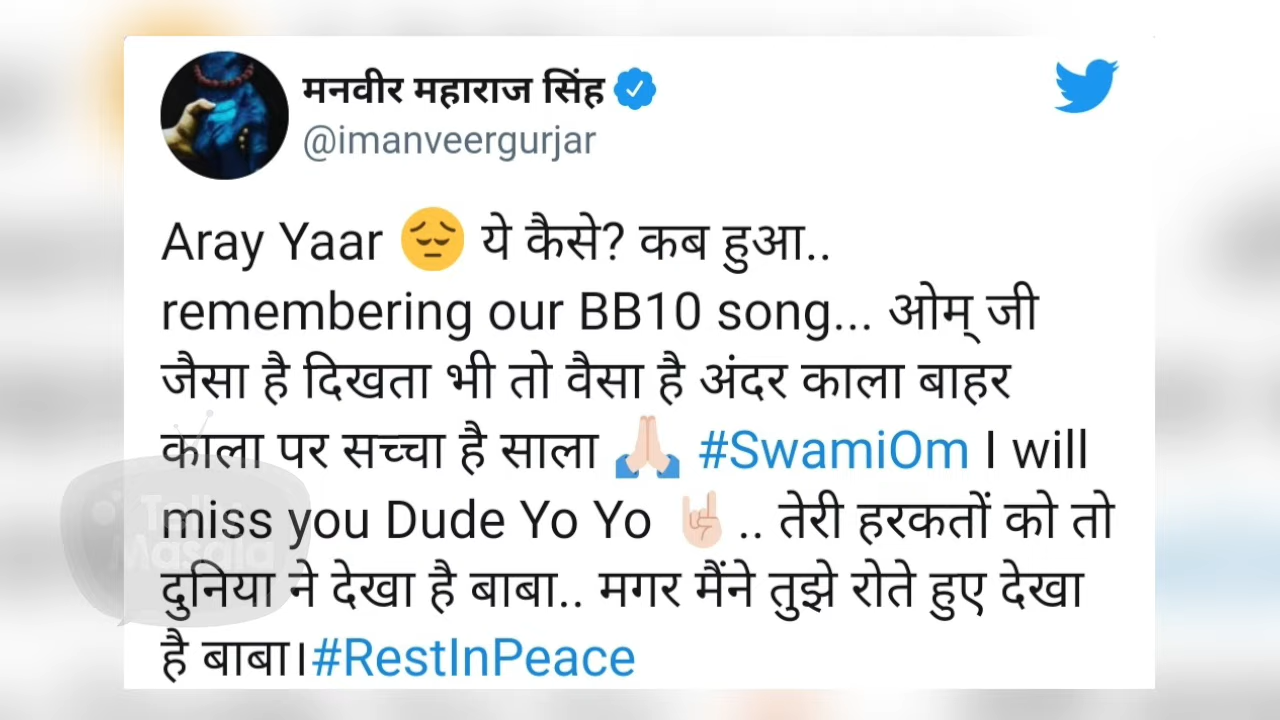 मनवीर महाराज सिंह
@imanveergurjar
Aray Yaar 😔 ये कैसे? कब हुआ..
remembering our BB10 song... ओम् जी
जैसा है दिखता भी तो वैसा है अंदर काला बाहर
काला पर सच्चा है साला 🙏🏻 #SwamiOm I will
miss you Dude Yo Yo 🤘🏻.. तेरी हरकतों को तो
दुनिया ने देखा है बाबा.. मगर मैंने तुझे रोते हुए देखा
है बाबा।#RestInPeace
Masala